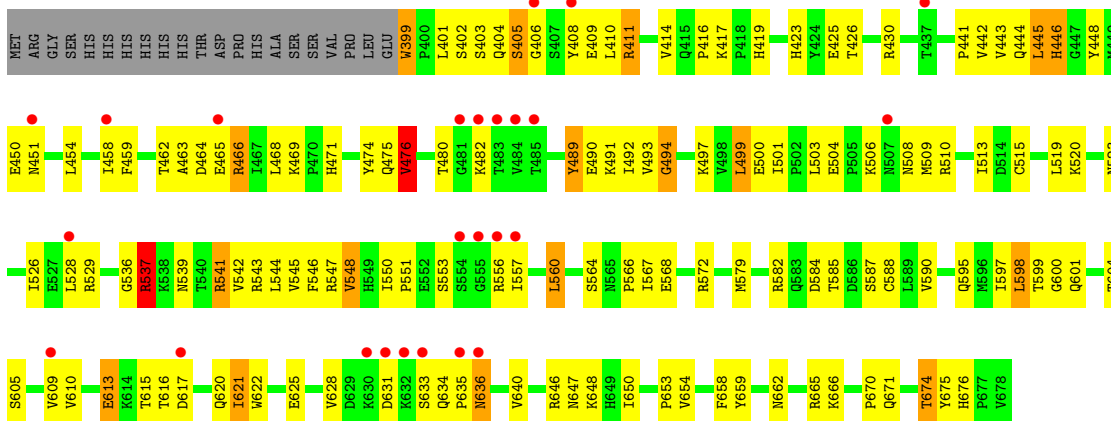 MET ARG GLY SER HIS HIS HIS HIS HIS HIS THR ASP PRO HIS ALA SER SER VAL PRO LEU GLU W399 P400 L401 S402 S403 Q404 S405 G406 S407 Y408 E409 L410 R411 V414 Q415 P416 K417 P418 H419 H423 Y424 E425 T426 R430 T437 P441 V442 V443 Q444 L445 H446 G447 Y448
E450 N451 L454 I458 F459 T462 A463 D464 E465 R466 I467 L468 K469 P470 H471 Y474 Q475 V476 T480 G481 K482 T483 V484 T485 Y489 E490 K491 I492 V493 G494 K497 V498 L499 E500 I501 P502 L503 E504 P505 K506 N507 N508 M509 R510 I513 D514 C515 L519 K520
I526 E527 L528 R529 G536 R537 K538 N539 T540 R541 V542 R543 L544 V545 F546 R547 V548 H549 I550 P551 E552 S553 S554 G555 R556 I557 L560 S564 N565 P566 I567 E568 R572 M579 R582 Q583 D584 T585 D586 S587 C588 L589 V590 Q595 M596 I597 L598 T599 G600 Q601
S605 V609 V610 E613 K614 T615 T616 D617 Q620 I621 W622 E625 V628 D629 K630 D631 K632 S633 Q634 P635 N636 V640 R646 N647 K648 H649 I650 P653 V654 F658 Y659 N662 R665 K666 P670 Q671 T674 Y675 H676 P677 V678